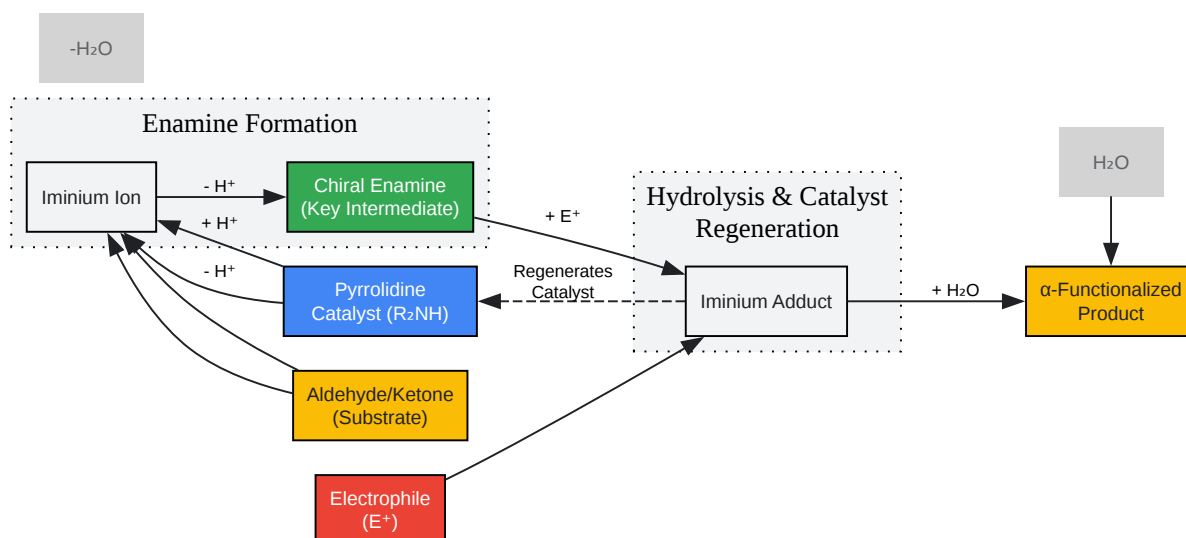 -H₂O
Enamine Formation
Iminium Ion
- H⁺
Chiral Enamine
(Key Intermediate)
+ H⁺
- H⁺
Pyrrolidine
Catalyst (R₂NH)
Aldehyde/Ketone
(Substrate)
Electrophile
(E⁺)
+ E⁺
Regenerates
Catalyst
Hydrolysis & Catalyst
Regeneration
Iminium Adduct
+ H₂O
H₂O
α-Functionalized
Product